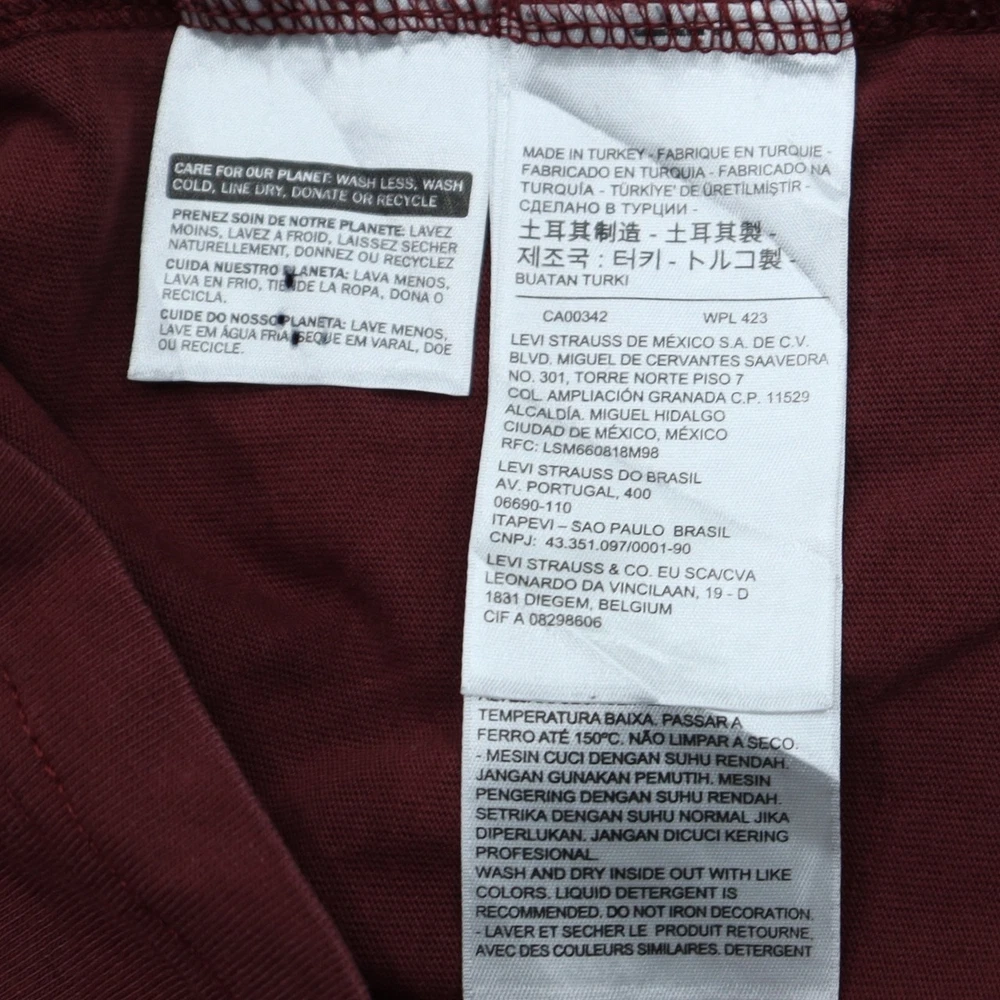 CARE FOR OUR PLANET: WASH LESS, WASH
COLD, LINE DRY, DONATE OR RECYCLE
PRENEZ SOIN DE NOTRE PLANETE: LAVEZ
MOINS, LAVEZ A FROID, LAISSEZ SECHER
NATURELLEMENT, DONNEZ OU RECYCLEZ
CUIDA NUESTRO PLANETA: LAVA MENOS,
LAVA EN FRIO, TIENDE LA ROPA, DONA O
RECICLA.
CUIDE DO NOSSO PLANETA: LAVE MENOS,
LAVE EM ÁGUA FRIA, SEQUE EM VARAL, DOE
OU RECICLE.
MADE IN TURKEY - FABRIQUE EN TURQUIE -
FABRICADO EN TURQUIA - FABRICADO NA
TURQUÍA - TÜRKİYE' DE ÜRETİLMİŞTİR -
СДЕЛАНО В ТУРЦИИ -
土耳其制造 - 土耳其製 -
제조국 : 터키 - トルコ製 -
BUATAN TURKI
CA00342 WPL 423
LEVI STRAUSS DE MÉXICO S.A. DE C.V.
BLVD. MIGUEL DE CERVANTES SAAVEDRA
NO. 301, TORRE NORTE PISO 7
COL. AMPLIACIÓN GRANADA C.P. 11529
ALCALDÍA. MIGUEL HIDALGO
CIUDAD DE MÉXICO, MÉXICO
RFC: LSM660818M98
LEVI STRAUSS DO BRASIL
AV. PORTUGAL, 400
06690-110
ITAPEVI – SAO PAULO BRASIL
CNPJ: 43.351.097/0001-90
LEVI STRAUSS & CO. EU SCA/CVA
LEONARDO DA VINCILAAN, 19 - D
1831 DIEGEM, BELGIUM
CIF A 08298606
TEMPERATURA BAIXA. PASSAR A
FERRO ATÉ 150ºC. NÃO LIMPAR A SECO.
- MESIN CUCI DENGAN SUHU RENDAH.
JANGAN GUNAKAN PEMUTIH. MESIN
PENGERING DENGAN SUHU RENDAH.
SETRIKA DENGAN SUHU NORMAL JIKA
DIPERLUKAN. JANGAN DICUCI KERING
PROFESIONAL.
WASH AND DRY INSIDE OUT WITH LIKE
COLORS. LIQUID DETERGENT IS
RECOMMENDED. DO NOT IRON DECORATION.
- LAVER ET SECHER LE PRODUIT RETOURNE,
AVEC DES COULEURS SIMILAIRES. DETERGENT